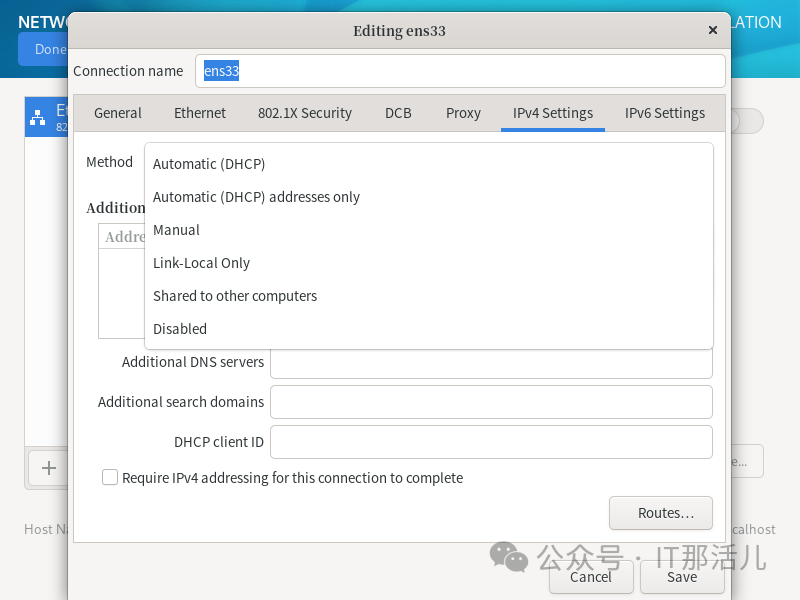 NETWO
LATION
Done
Editing ens33
Connection name
ens33
General
Ethernet
802.1X Security
DCB
Proxy
IPv4 Settings
IPv6 Settings
Et
82
Method
Automatic (DHCP)
Automatic (DHCP) addresses only
Addition
Manual
Addre
Link-Local Only
Shared to other computers
Disabled
Additional DNS servers
Additional search domains
DHCP client ID
e...
Require IPv4 addressing for this connection to complete
Routes…
Host Na
calhost
公众号 · IT那活儿
Cancel
Save